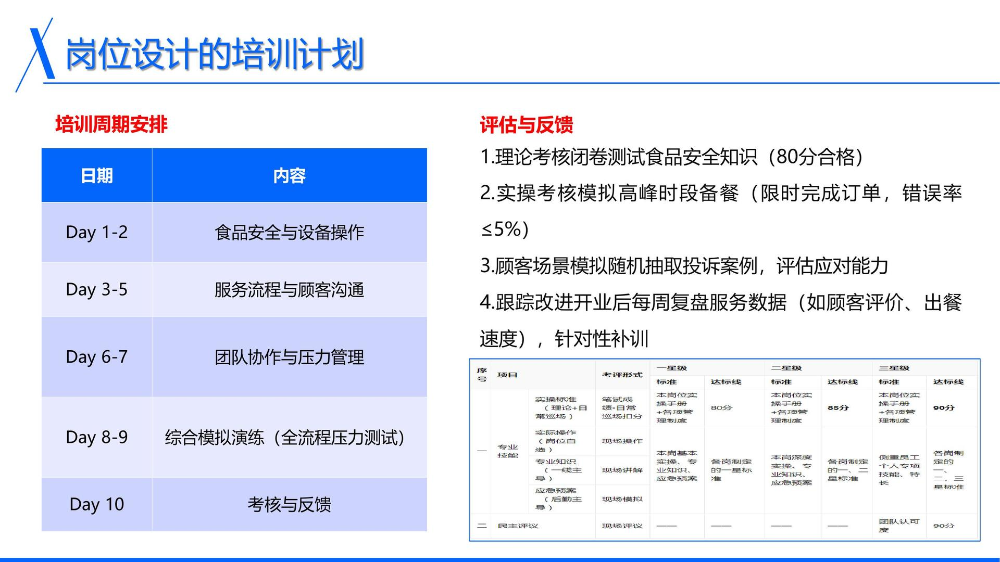 岗位设计的培训计划
培训周期安排
日期 内容
Day 1-2 食品安全与设备操作
Day 3-5 服务流程与顾客沟通
Day 6-7 团队协作与压力管理
Day 8-9 综合模拟演练（全流程压力测试）
Day 10 考核与反馈
评估与反馈
1.理论考核闭卷测试食品安全知识（80分合格）
2.实操考核模拟高峰时段备餐（限时完成订单，错误率
≤5%）
3.顾客场景模拟随机抽取投诉案例，评估应对能力
4.跟踪改进开业后每周复盘服务数据（如顾客评价、出餐
速度），针对性补训
序
号
项目
考评形式
一星级
二星级
三星级
标准 达标线 标准 达标线 标准 达标线
一
专业
技能
实操标准
（理论+日
常巡场）
笔试成
绩-日常
巡场扣分
本岗位实
操手册
+各项管
理制度
80分
本岗位实
操手册
+各项管
理制度
85分
本岗位实
操手册
+各项管
理制度
90分
实际操作
（岗位自
选）
现场操作
专业知识
（一线主
导）
现场讲解
应急预案
（后勤主
导）
现场模拟
本岗基本
实操、专
业知识、
应急预案
各岗制定
的一星标
准
本岗深度
实操、专
业知识、
应急预案
各岗制定
的一、二
星标准
侧重员工
个人专项
技能、特
长
各岗制
定的
一、
二、三
星标准
二 民主评议 现场评议 —— —— —— ——
团队认可
度
90分